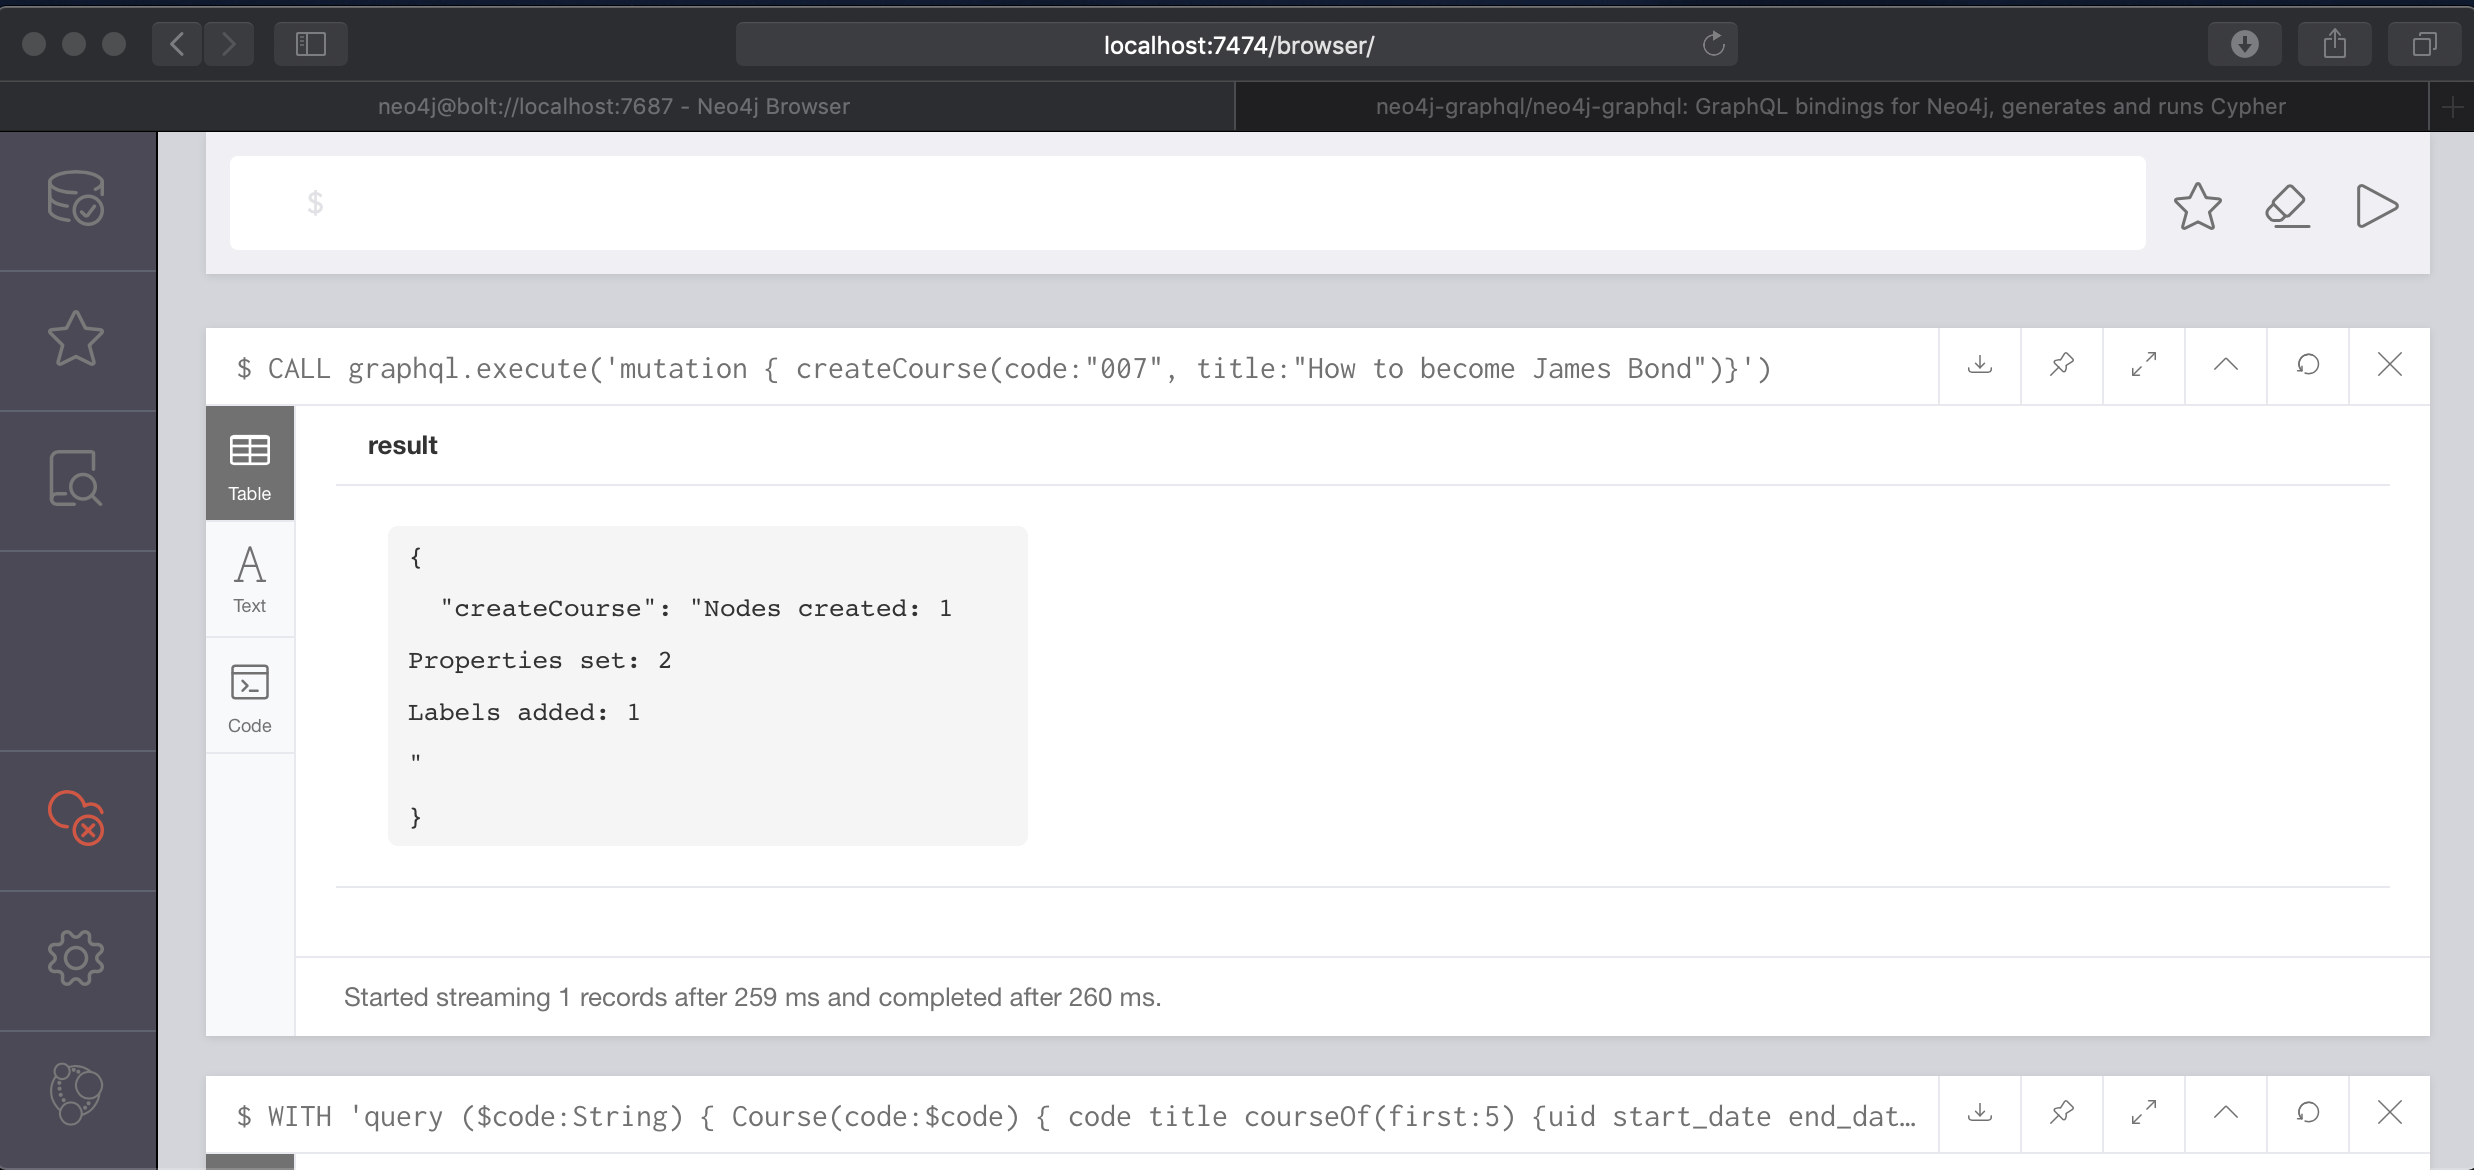 localhost:7474/browser/
neo4j@bolt://localhost:7687 - Neo4j Browser
neo4j-graphql/neo4j-graphql: GraphQL bindings for Neo4j, generates and runs Cypher
$
$ CALL graphql.execute('mutation { createCourse(code:"007", title:"How to become James Bond")}')
Table
Text
Code
result
{
  "createCourse": "Nodes created: 1
Properties set: 2
Labels added: 1
"
}
Started streaming 1 records after 259 ms and completed after 260 ms.
$ WITH 'query ($code:String) { Course(code:$code) { code title courseOf(first:5) {uid start_date end_dat…